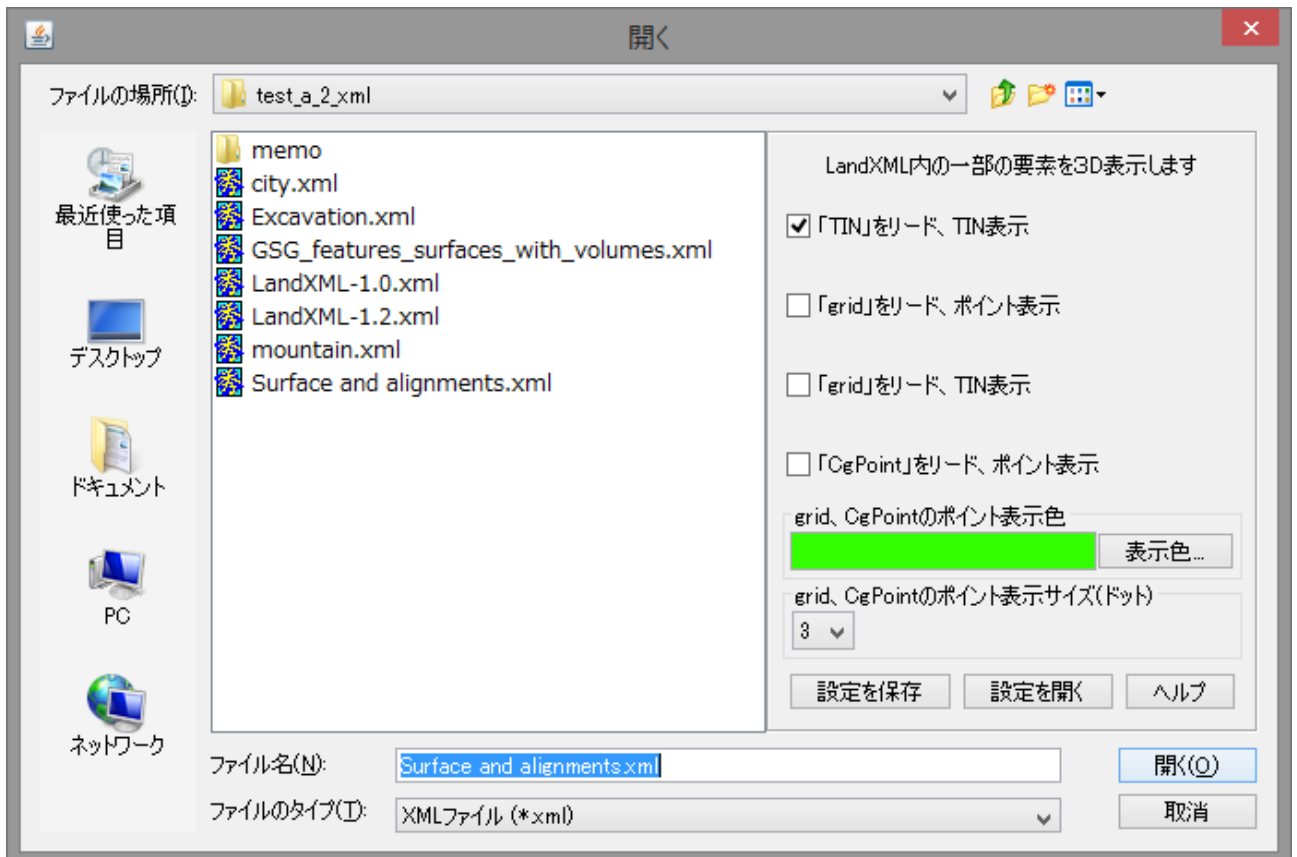 開く
ファイルの場所(I):
test_a_2_xml
最近使った項
目
デスクトップ
ドキュメント
PC
ネットワーク
memo
city.xml
Excavation.xml
GSG_features_surfaces_with_volumes.xml
LandXML-1.0.xml
LandXML-1.2.xml
mountain.xml
Surface and alignments.xml
LandXML内の一部の要素を3D表示します
「TIN」をリード、TIN表示
「grid」をリード、ポイント表示
「grid」をリード、TIN表示
「CgPoint」をリード、ポイント表示
grid、CgPointのポイント表示色
表示色...
grid、CgPointのポイント表示サイズ(ドット)
3
設定を保存
設定を開く
ヘルプ
ファイル名(N):
Surface and alignments.xml
開く(O)
ファイルのタイプ(T):
XMLファイル (*.xml)
取消